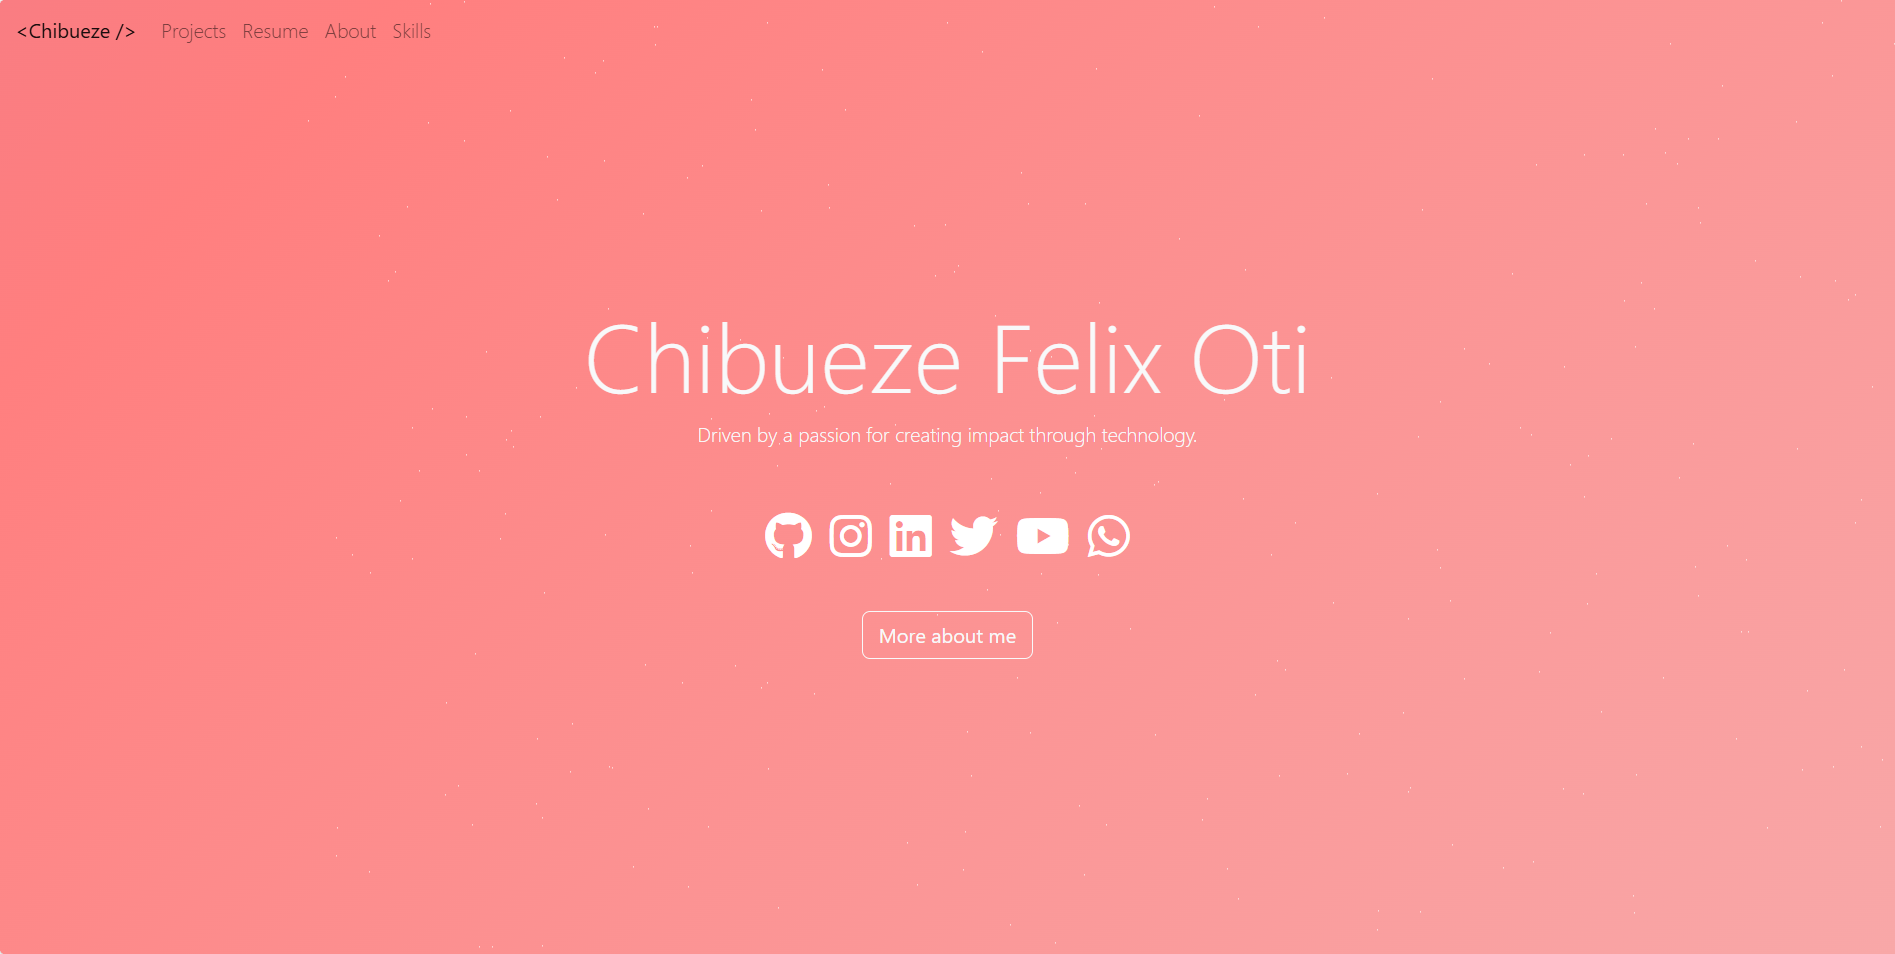 <Chibueze /> Projects Resume About Skills
Chibueze Felix Oti
Driven by a passion for creating impact through technology.
in
More about me